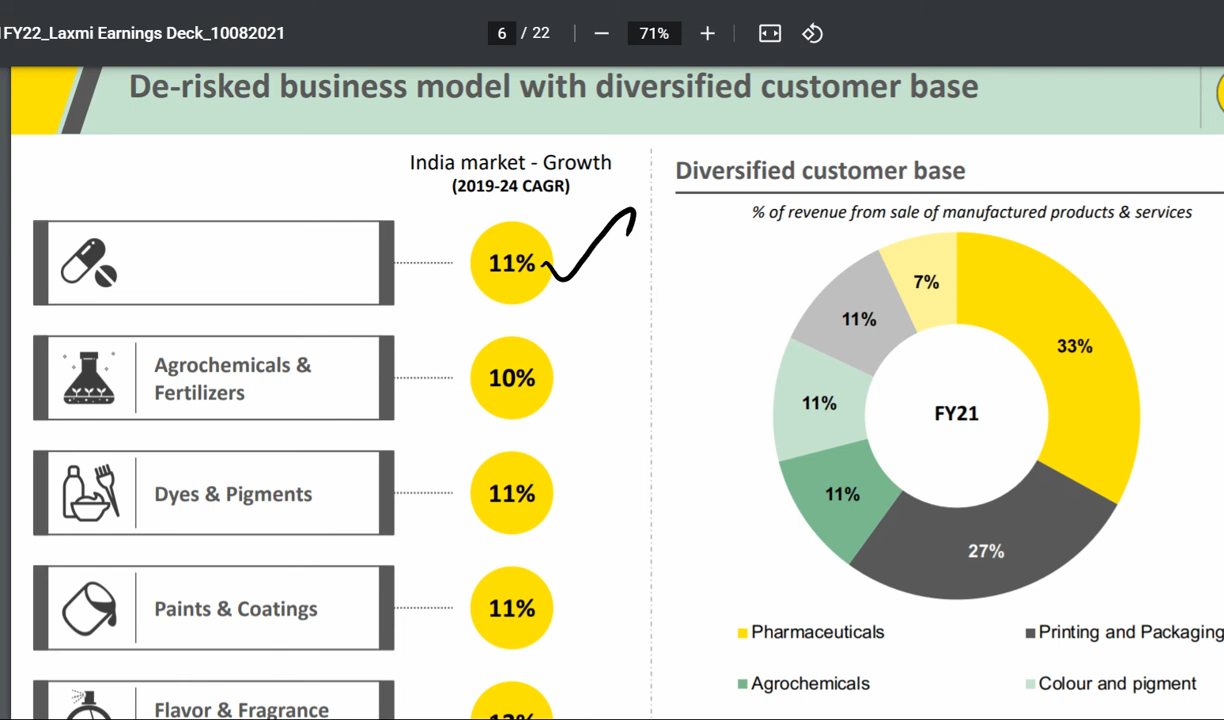 FY22_Laxmi Earnings Deck_10082021
6 / 22
71%
De-risked business model with diversified customer base
India market - Growth
(2019-24 CAGR)
11%
Agrochemicals &
Fertilizers
10%
Dyes & Pigments
11%
Paints & Coatings
11%
Flavor & Fragrance
Diversified customer base
% of revenue from sale of manufactured products & services
7%
33%
11%
11%
FY21
11%
27%
Pharmaceuticals
Printing and Packaging
Agrochemicals
Colour and pigment